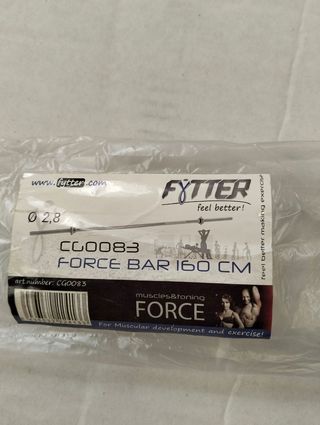 www.fytter.com
FYTTER
feel better!
Ø 2,8
CG0083
FORCE BAR 160 CM
art.number: CG0083
muscles&toning
FORCE
For Muscular development and exercise!
feel better making exercise